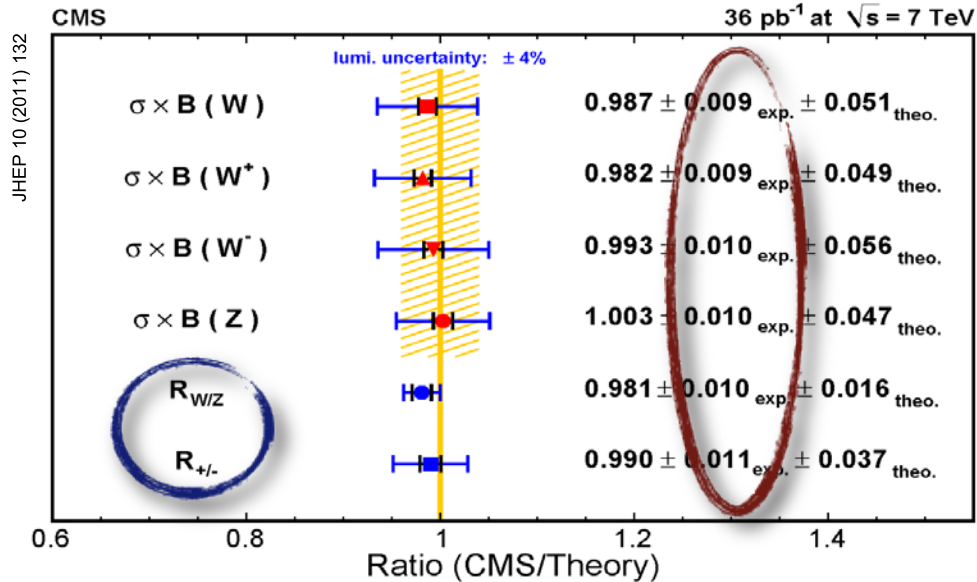 CMS 36 pb⁻¹ at √s = 7 TeV
JHEP 10 (2011) 132
lumi. uncertainty: ± 4%
σ × B ( W ) 0.987 ± 0.009 exp. ± 0.051 theo.
σ × B ( W⁺ ) 0.982 ± 0.009 exp. ± 0.049 theo.
σ × B ( W⁻ ) 0.993 ± 0.010 exp. ± 0.056 theo.
σ × B ( Z ) 1.003 ± 0.010 exp. ± 0.047 theo.
R W/Z 0.981 ± 0.010 exp. ± 0.016 theo.
R +/- 0.990 ± 0.011 exp. ± 0.037 theo.
0.6 0.8 1 1.2 1.4
Ratio (CMS/Theory)